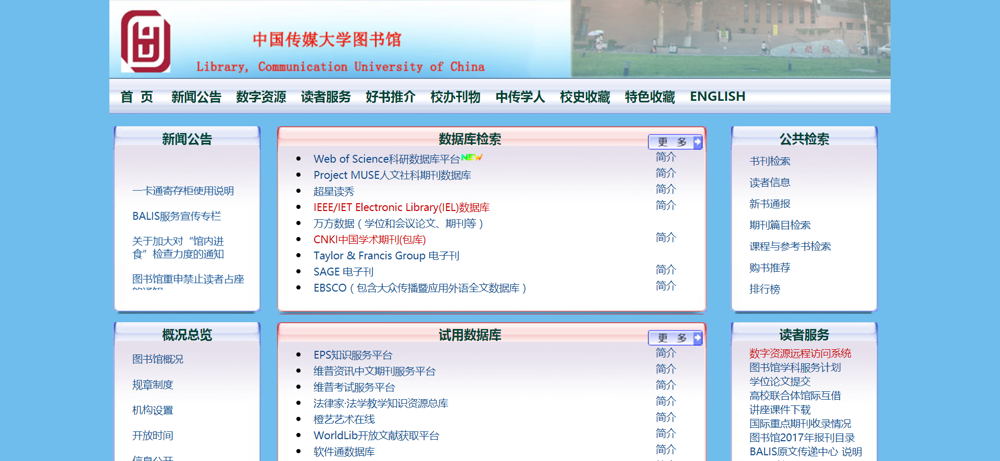 中国传媒大学图书馆
Library, Communication University of China
大阅城
首 页 新闻公告 数字资源 读者服务 好书推介 校办刊物 中传学人 校史收藏 特色收藏 ENGLISH
新闻公告
一卡通寄存柜使用说明
BALIS服务宣传专栏
关于加大对“馆内进
食”检查力度的通知
图书馆重申禁止读者占座
的通知
数据库检索
更 多
Web of Science科研数据库平台NEW 简介
Project MUSE人文社科期刊数据库 简介
超星读秀 简介
IEEE/IET Electronic Library(IEL)数据库 简介
万方数据（学位和会议论文、期刊等）
CNKI中国学术期刊(包库) 简介
Taylor & Francis Group 电子刊
SAGE 电子刊 简介
EBSCO（包含大众传播暨应用外语全文数据库） 简介
公共检索
书刊检索
读者信息
新书通报
期刊篇目检索
课程与参考书检索
购书推荐
排行榜
概况总览
图书馆概况
规章制度
机构设置
开放时间
信息公开
试用数据库
更 多
EPS知识服务平台 简介
维普资讯中文期刊服务平台 简介
维普考试服务平台 简介
法律家·法学教学知识资源总库 简介
橙艺艺术在线 简介
WorldLib开放文献获取平台 简介
软件通数据库 简介
读者服务
数字资源远程访问系统
图书馆学科服务计划
学位论文提交
高校联合体馆际互借
讲座课件下载
国际重点期刊收录情况
图书馆2017年报刊目录
BALIS原文传递中心 说明